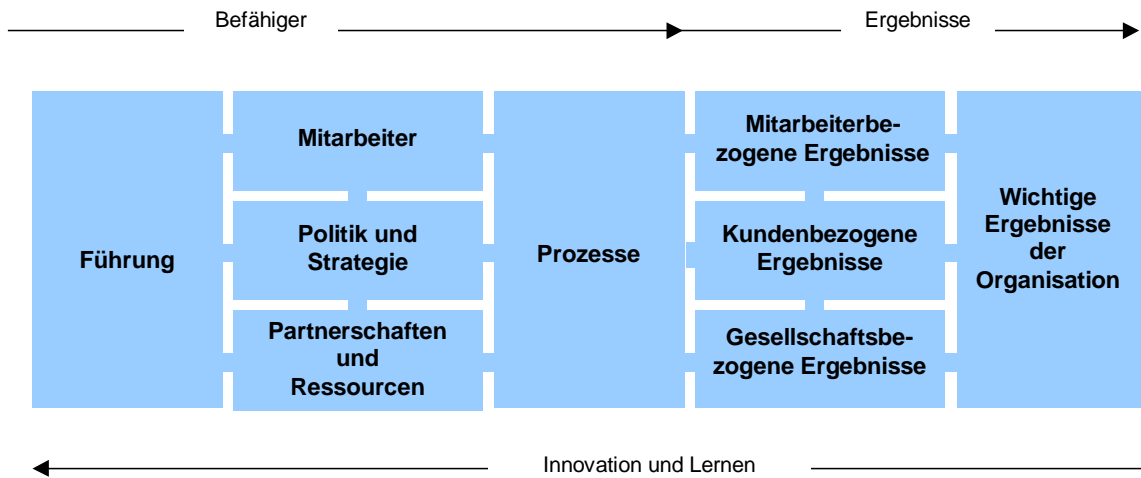 Befähiger
Ergebnisse
Führung
Mitarbeiter
Politik und
Strategie
Partnerschaften
und
Ressourcen
Prozesse
Mitarbeiterbe-
zogene Ergebnisse
Kundenbezogene
Ergebnisse
Gesellschaftsbe-
zogene Ergebnisse
Wichtige
Ergebnisse
der
Organisation
Innovation und Lernen